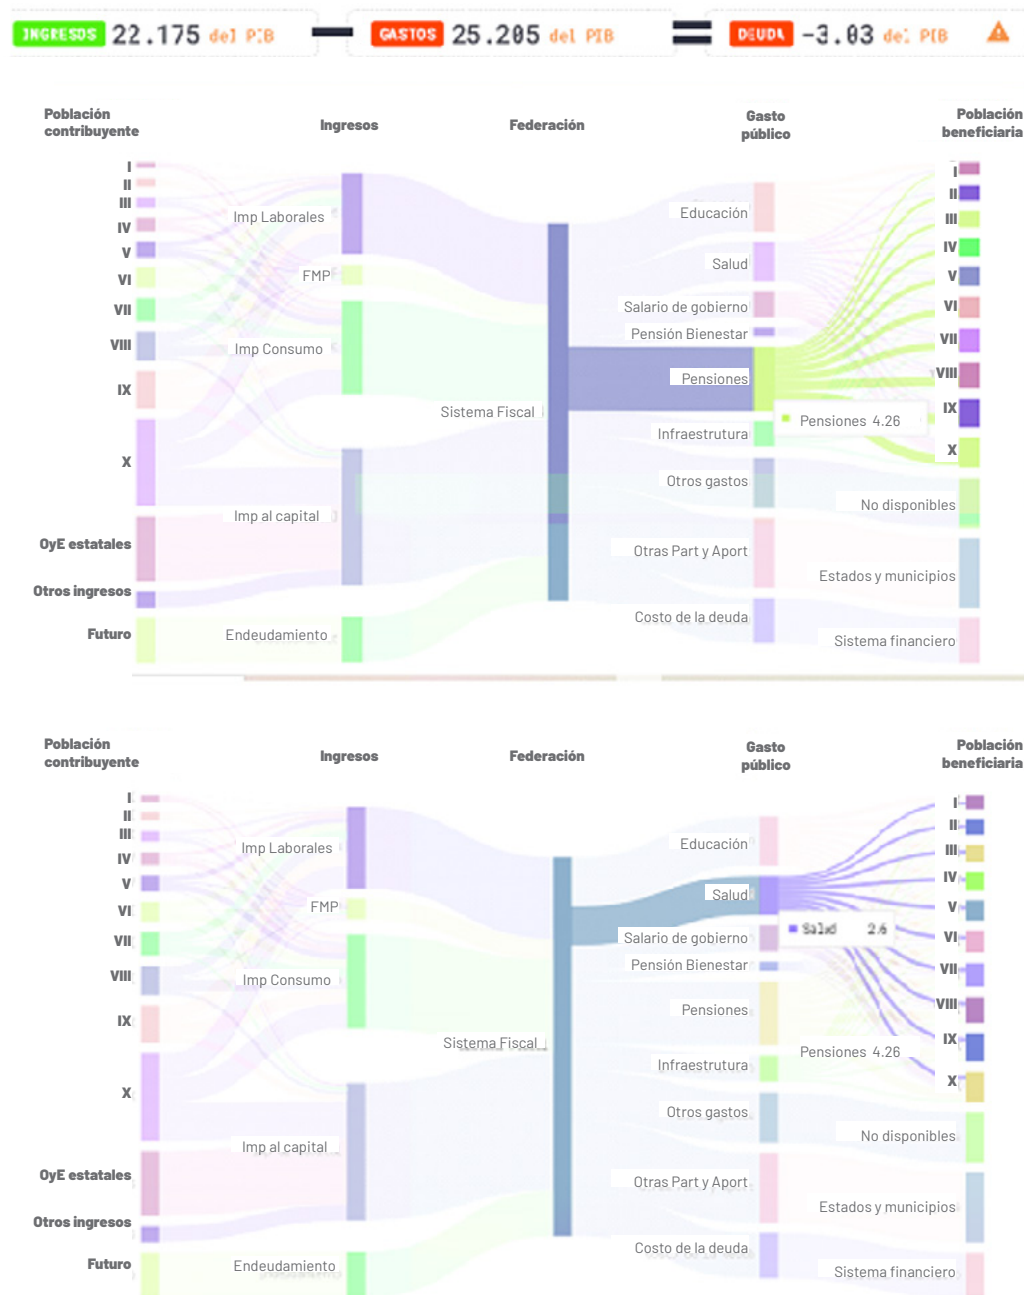 INGRESOS 22.175 del PIB
GASTOS 25.205 del PIB
DEUDA -3.03 del PIB
Población
contribuyente
Ingresos
Federación
Gasto
público
Población
beneficiaria
I
II
III
IV
V
VI
VII
VIII
IX
X
OyE estatales
Otros ingresos
Futuro
Imp Laborales
FMP
Imp Consumo
Imp al capital
Endeudamiento
Sistema Fiscal
Educación
Salud
Salario de gobierno
Pensión Bienestar
Pensiones
Infraestrutura
Otros gastos
Otras Part y Aport
Costo de la deuda
Pensiones 4.26
I
II
III
IV
V
VI
VII
VIII
IX
X
No disponibles
Estados y municipios
Sistema financiero
Población
contribuyente
Ingresos
Federación
Gasto
público
Población
beneficiaria
I
II
III
IV
V
VI
VII
VIII
IX
X
OyE estatales
Otros ingresos
Futuro
Imp Laborales
FMP
Imp Consumo
Imp al capital
Endeudamiento
Sistema Fiscal
Educación
Salud
Salario de gobierno
Pensión Bienestar
Pensiones
Infraestrutura
Otros gastos
Otras Part y Aport
Costo de la deuda
Salud 2.6
Pensiones 4.26
I
II
III
IV
V
VI
VII
VIII
IX
X
No disponibles
Estados y municipios
Sistema financiero